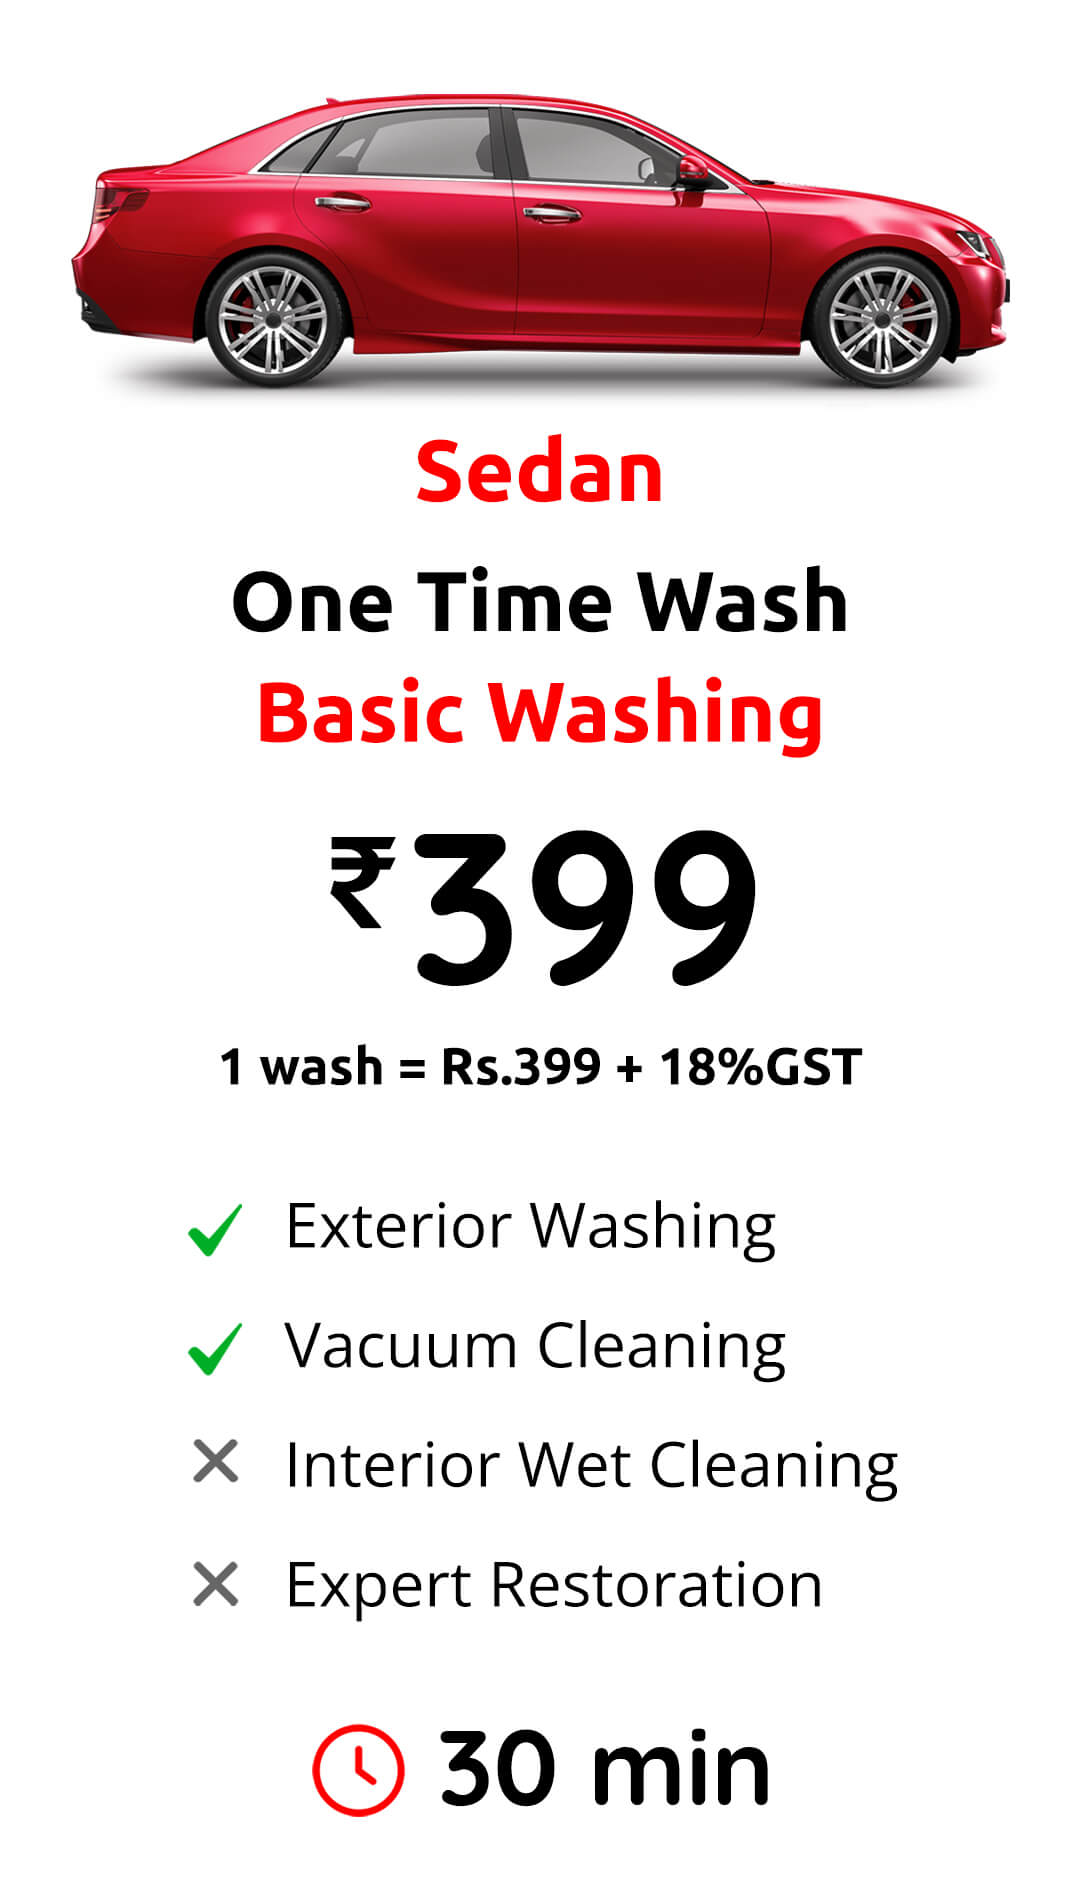 Sedan
One Time Wash
Basic Washing
₹399
1 wash = Rs.399 + 18%GST
Exterior Washing
Vacuum Cleaning
Interior Wet Cleaning
Expert Restoration
30 min